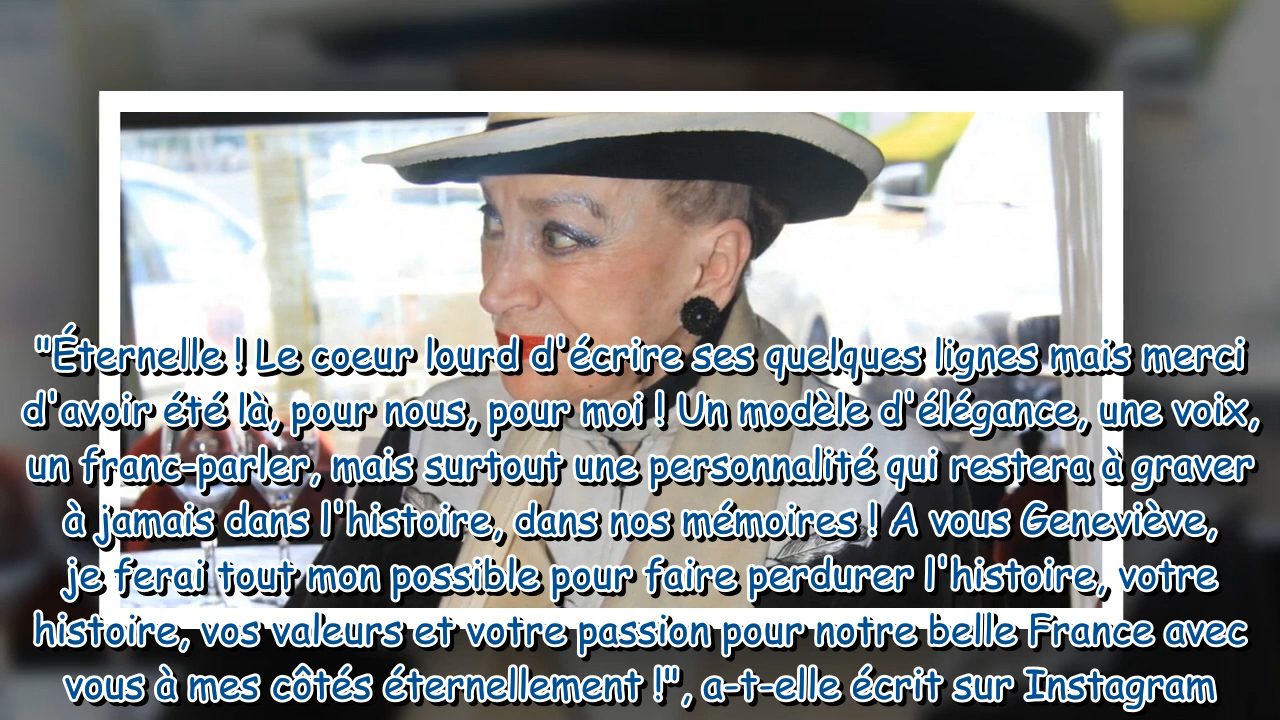 "Éternelle ! Le coeur lourd d'écrire ses quelques lignes mais merci
d'avoir été là, pour nous, pour moi ! Un modèle d'élégance, une voix,
un franc-parler, mais surtout une personnalité qui restera à graver
à jamais dans l'histoire, dans nos mémoires ! A vous Geneviève,
je ferai tout mon possible pour faire perdurer l'histoire, votre
histoire, vos valeurs et votre passion pour notre belle France avec
vous à mes côtés éternellement !", a-t-elle écrit sur Instagram